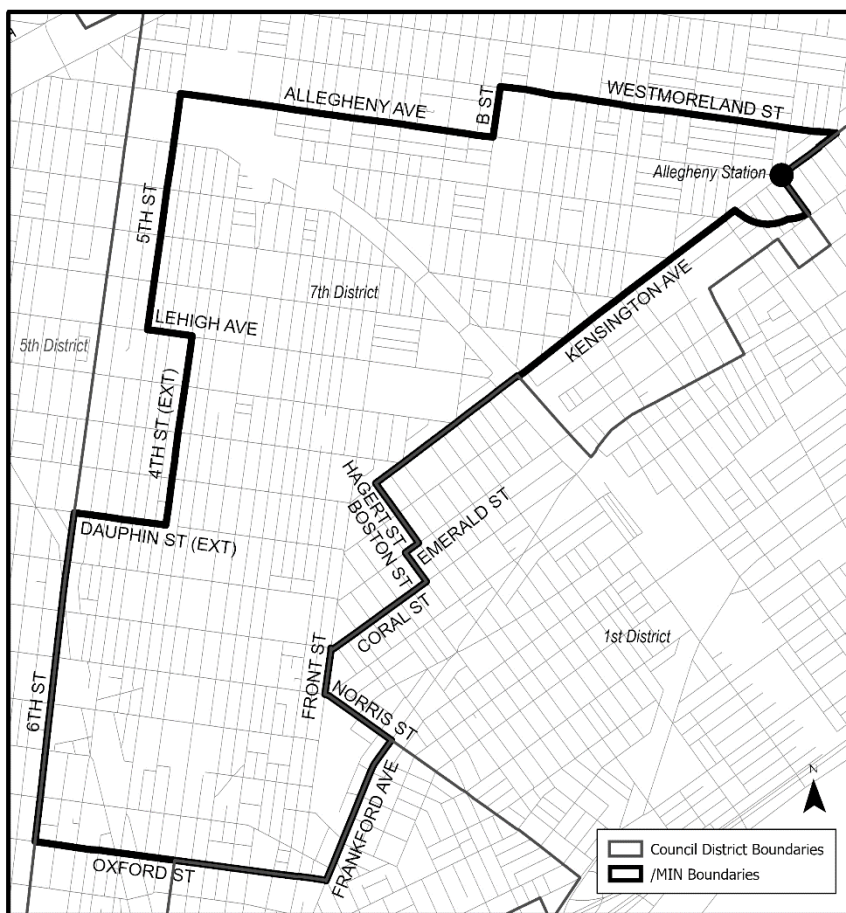 A
ALLEGHENY AVE
B ST
WESTMORELAND ST
Allegheny Station
5TH ST
7th District
KENSINGTON AVE
LEHIGH AVE
5th District
4TH ST (EXT)
HAGERT ST
BOSTON ST
EMERALD ST
DAUPHIN ST (EXT)
CORAL ST
1st District
FRONT ST
NORRIS ST
6TH ST
FRANKFORD AVE
OXFORD ST
N
Council District Boundaries
/MIN Boundaries